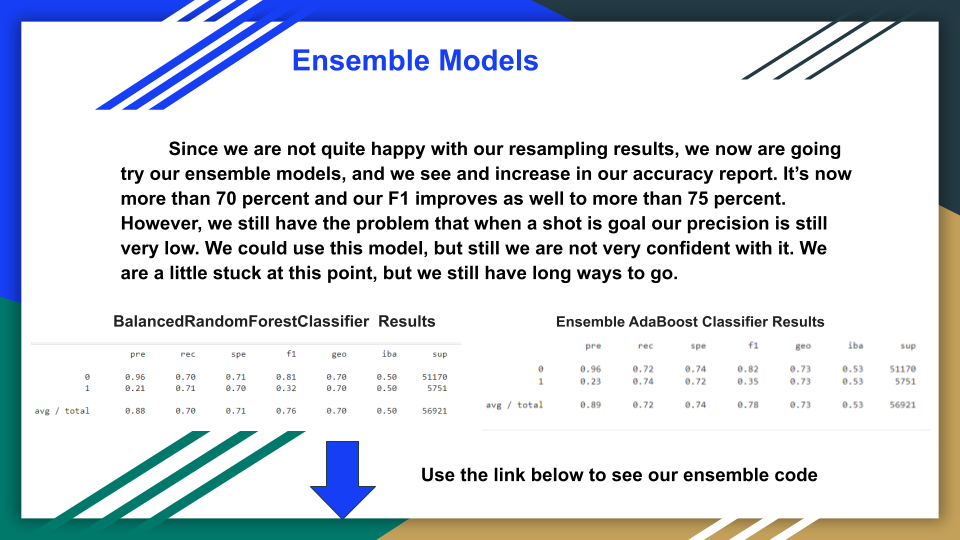 Ensemble Models
Since we are not quite happy with our resampling results, we now are going
try our ensemble models, and we see and increase in our accuracy report. It's now
more than 70 percent and our F1 improves as well to more than 75 percent.
However, we still have the problem that when a shot is goal our precision is still
very low. We could use this model, but still we are not very confident with it. We
are a little stuck at this point, but we still have long ways to go.
BalancedRandomForestClassifier Results
pre rec spe f1 geo iba sup
0 0.96 0.70 0.71 0.81 0.70 0.50 51170
1 0.21 0.71 0.70 0.32 0.70 0.50 5751
avg / total 0.88 0.70 0.71 0.76 0.70 0.50 56921
Ensemble AdaBoost Classifier Results
pre rec spe f1 geo iba sup
0 0.96 0.72 0.74 0.82 0.73 0.53 51170
1 0.23 0.74 0.72 0.35 0.73 0.53 5751
avg / total 0.89 0.72 0.74 0.78 0.73 0.53 56921
Use the link below to see our ensemble code